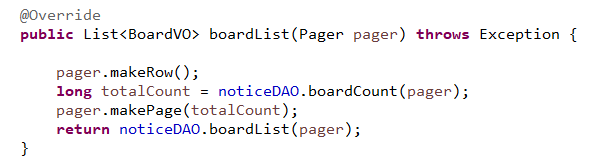 @Override
public List<BoardVO> boardList(Pager pager) throws Exception {
pager.makeRow();
long totalCount = noticeDAO.boardCount(pager);
pager.makePage(totalCount);
return noticeDAO.boardList(pager);
}